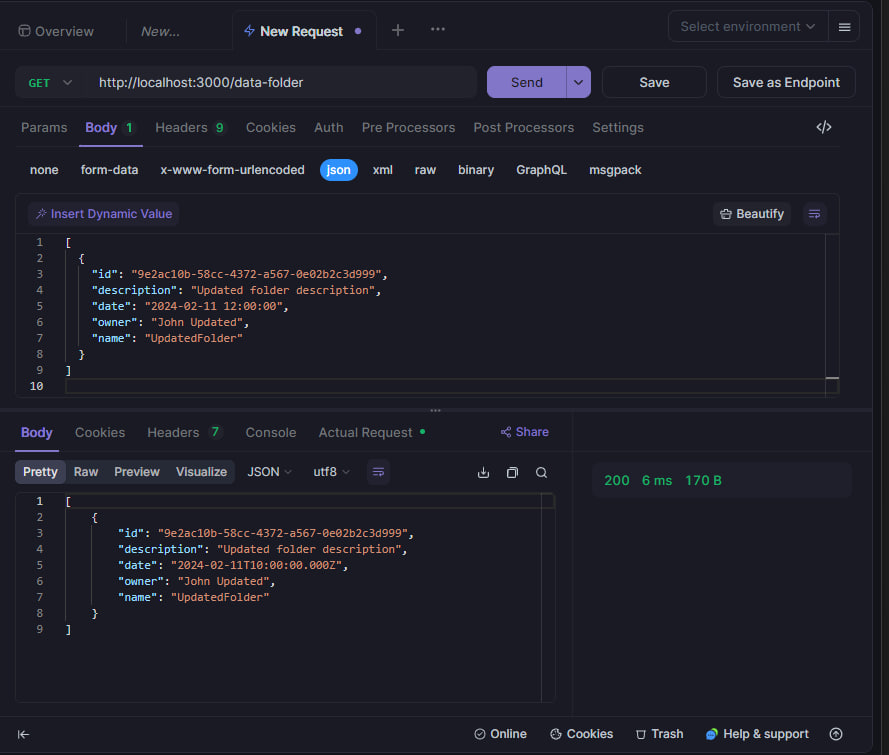 Overview New... New Request Select environment
GET http://localhost:3000/data-folder Send Save Save as Endpoint
Params Body 1 Headers 9 Cookies Auth Pre Processors Post Processors Settings </>
none form-data x-www-form-urlencoded json xml raw binary GraphQL msgpack
Insert Dynamic Value Beautify
1 [
2 {
3 "id": "9e2ac10b-58cc-4372-a567-0e02b2c3d999",
4 "description": "Updated folder description",
5 "date": "2024-02-11 12:00:00",
6 "owner": "John Updated",
7 "name": "UpdatedFolder"
8 }
9 ]
10
Body Cookies Headers 7 Console Actual Request Share
Pretty Raw Preview Visualize JSON utf8
200 6 ms 170 B
1 [
2 {
3 "id": "9e2ac10b-58cc-4372-a567-0e02b2c3d999",
4 "description": "Updated folder description",
5 "date": "2024-02-11T10:00:00.000Z",
6 "owner": "John Updated",
7 "name": "UpdatedFolder"
8 }
9 ]
Online Cookies Trash Help & support